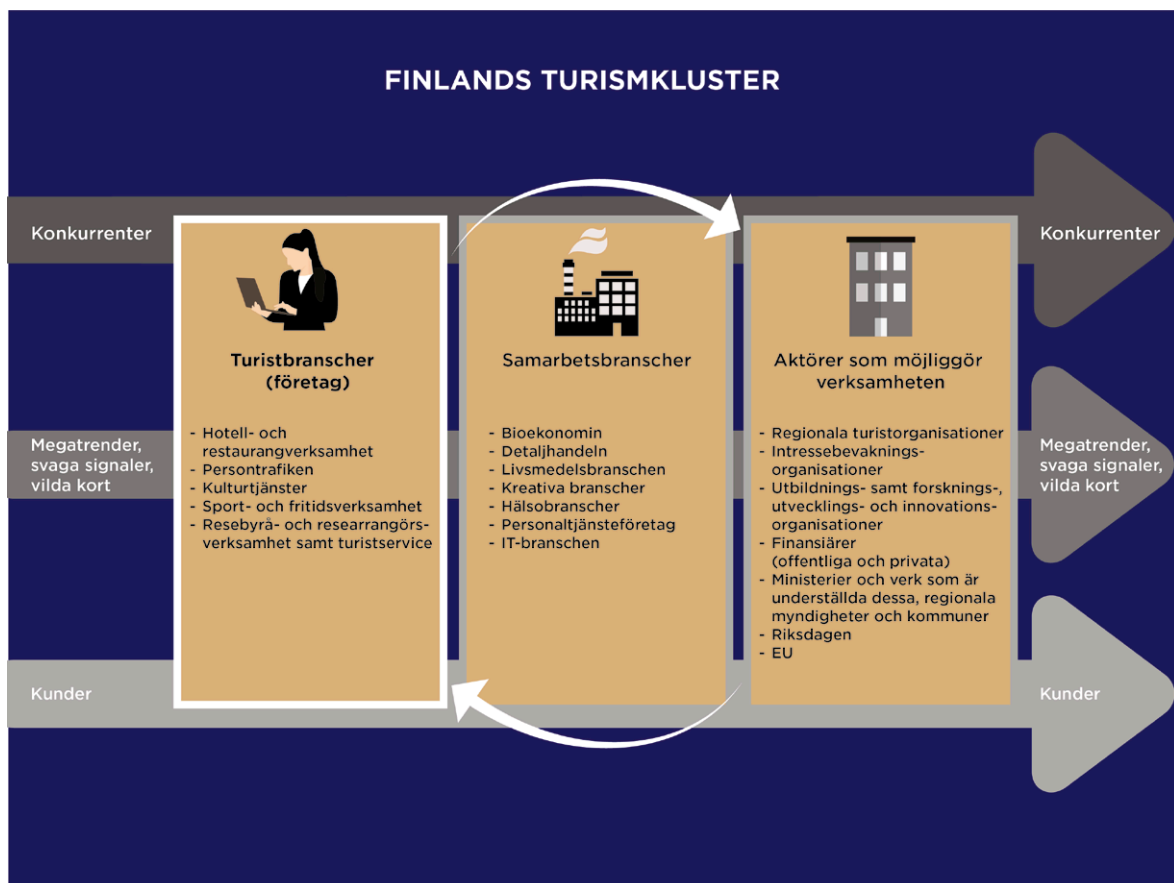 FINLANDS TURISMKLUSTER
Konkurrenter
Konkurrenter
Megatrender,
svaga signaler,
vilda kort
Megatrender,
svaga signaler,
vilda kort
Kunder
Kunder
Turistbranscher
(företag)
- Hotell- och
restaurangverksamhet
- Persontrafiken
- Kulturtjänster
- Sport- och fritidsverksamhet
- Resebyrå- och researrangörs-
verksamhet samt turistservice
Samarbetsbranscher
- Bioekonomin
- Detaljhandeln
- Livsmedelsbranschen
- Kreativa branscher
- Hälsobranscher
- Personaltjänsteföretag
- IT-branschen
Aktörer som möjliggör
verksamheten
- Regionala turistorganisationer
- Intressebevaknings-
organisationer
- Utbildnings- samt forsknings-,
utvecklings- och innovations-
organisationer
- Finansiärer
(offentliga och privata)
- Ministerier och verk som är
underställda dessa, regionala
myndigheter och kommuner
- Riksdagen
- EU